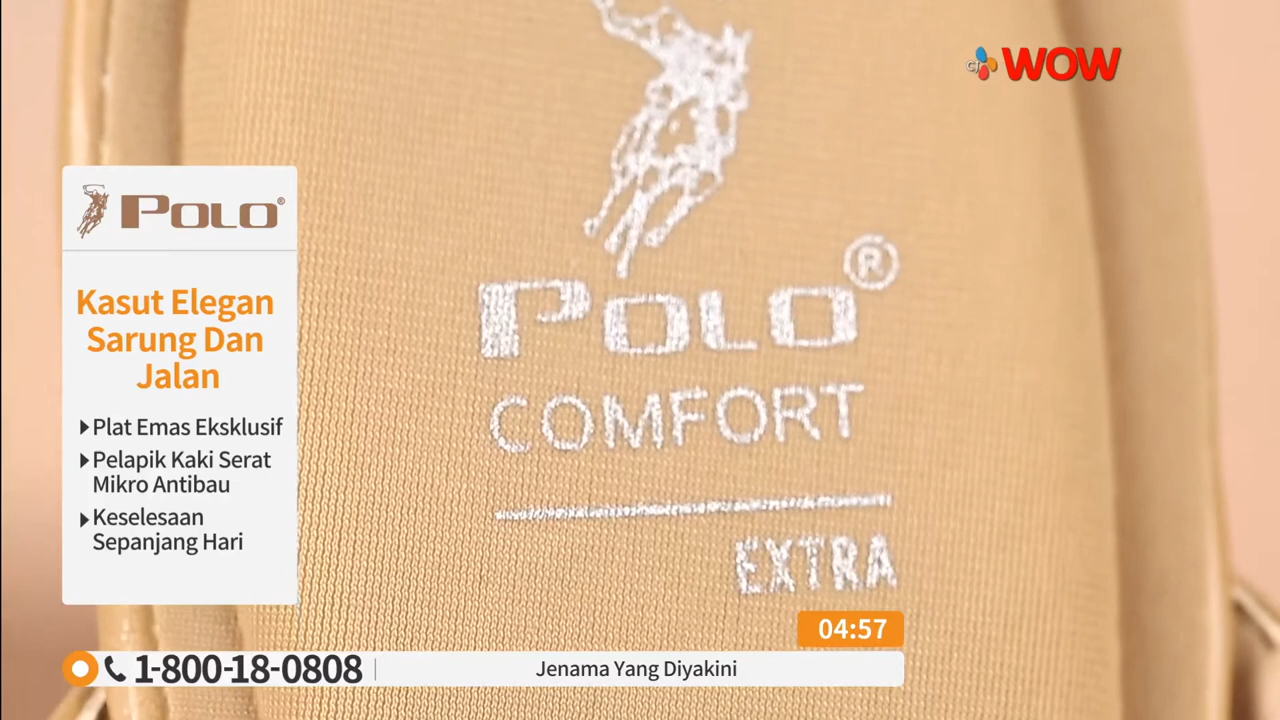 CJ WOW
POLO®
Kasut Elegan
Sarung Dan
Jalan
Plat Emas Eksklusif
Pelapik Kaki Serat
Mikro Antibau
Keselesaan
Sepanjang Hari
POLO®
COMFORT
EXTRA
04:57
1-800-18-0808
Jenama Yang Diyakini